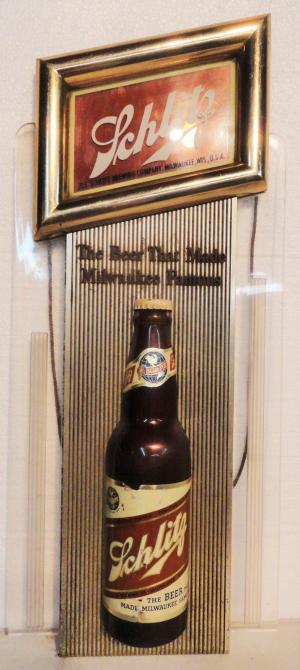 Schlitz
JOS. SCHLITZ BREWING COMPANY, MILWAUKEE, WIS., U.S.A.
The Beer That Made
Milwaukee Famous
Schlitz
THE BEER
MADE MILWAUKEE